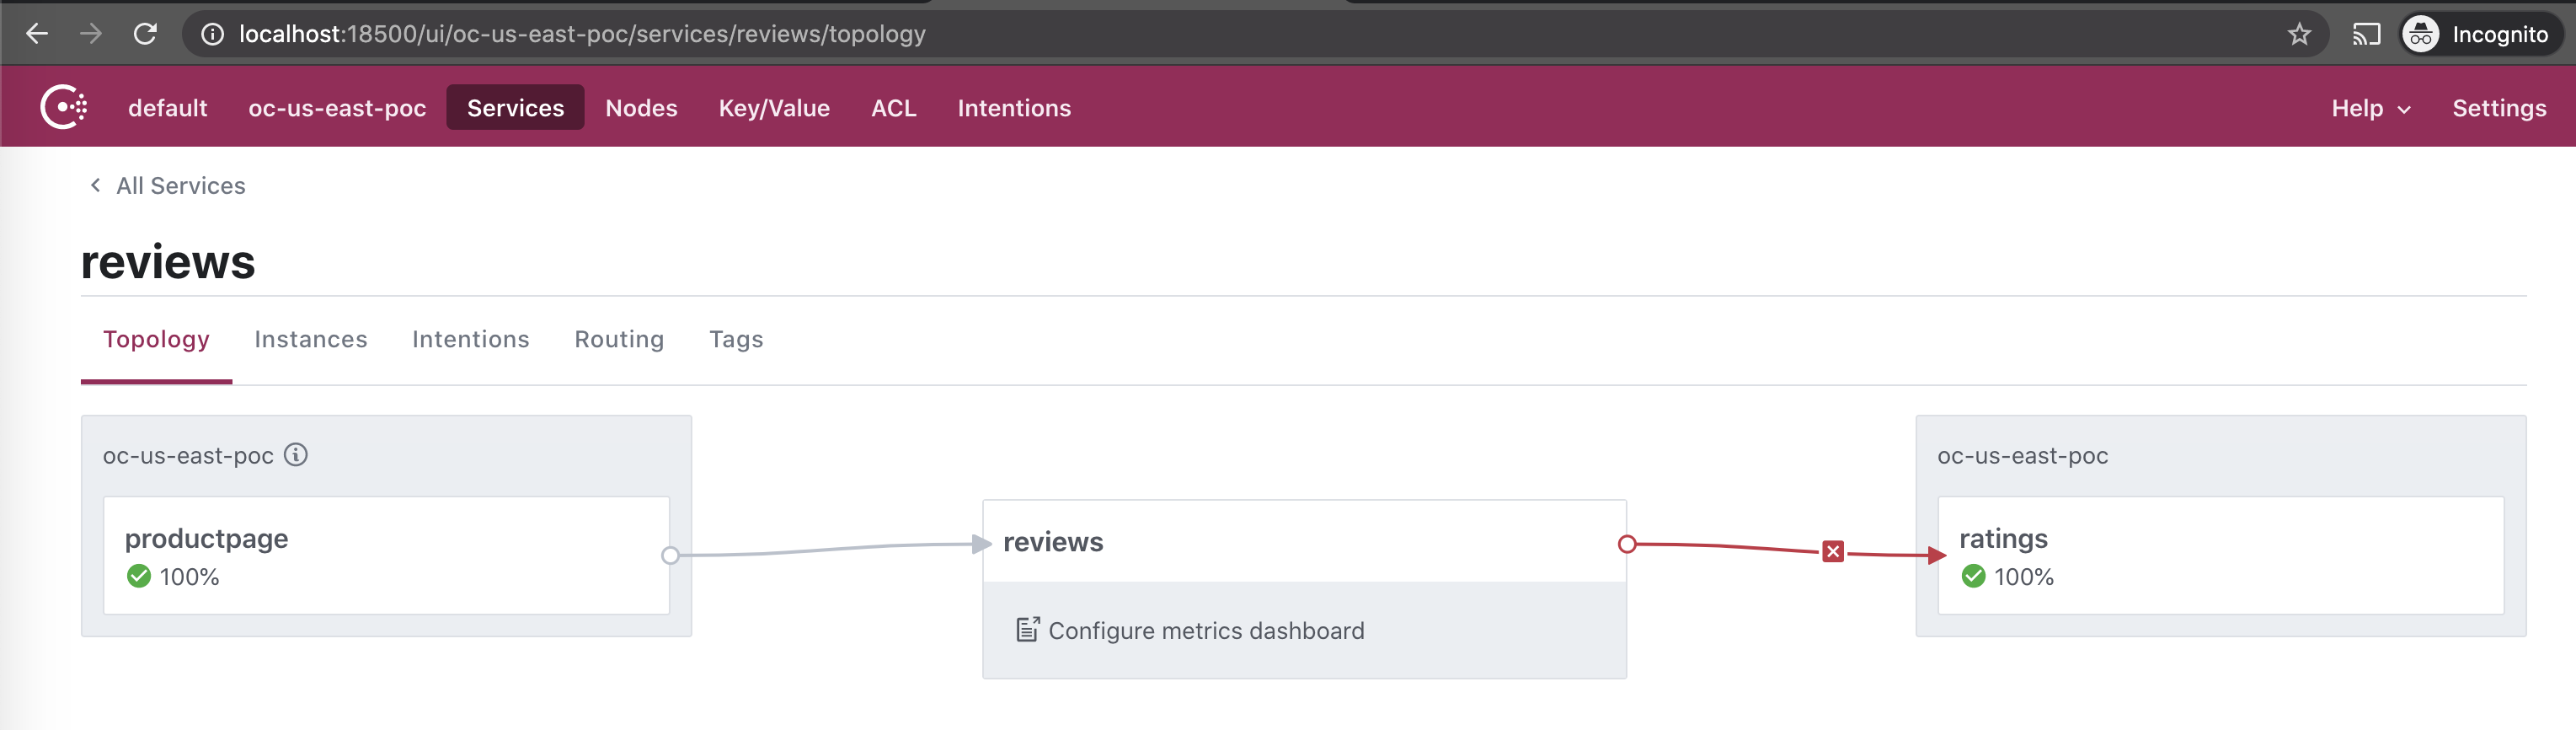 localhost:18500/ui/oc-us-east-poc/services/reviews/topology
Incognito
default oc-us-east-poc Services Nodes Key/Value ACL Intentions Help Settings
All Services
reviews
Topology Instances Intentions Routing Tags
oc-us-east-poc
productpage
100%
reviews
Configure metrics dashboard
oc-us-east-poc
ratings
100%